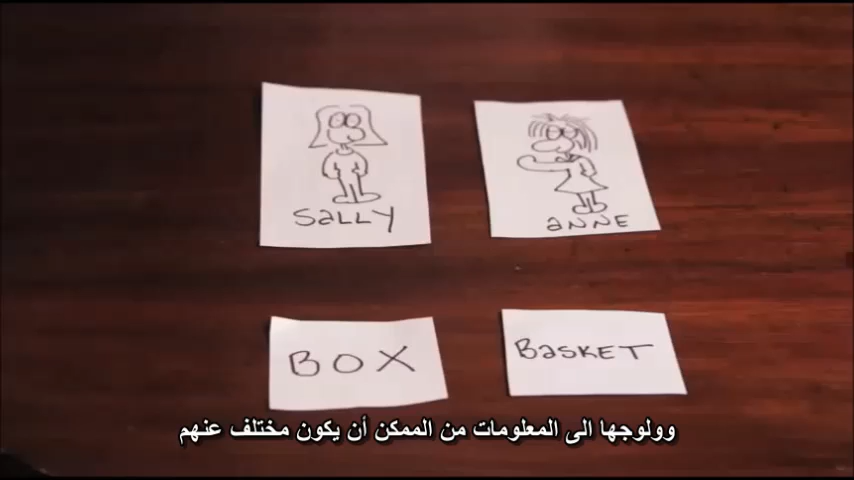 SaLLY
aNNE
BOX
BasKET
وولوجها الى المعلومات من الممكن أن يكون مختلف عنهم